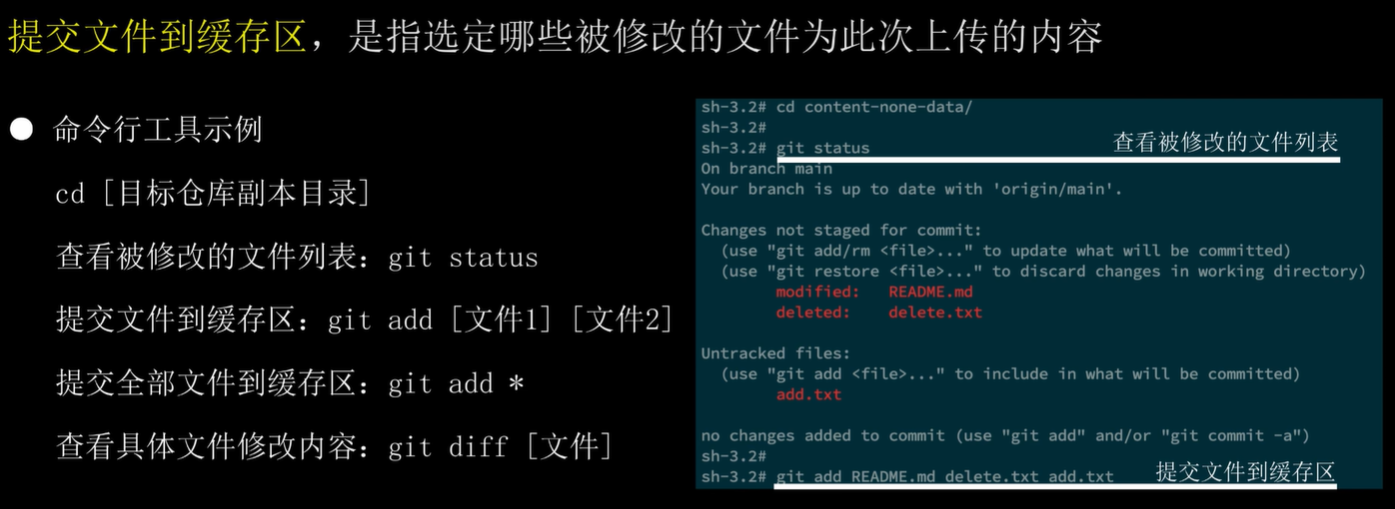 提交文件到缓存区，是指选定哪些被修改的文件为此次上传的内容
● 命令行工具示例
cd [目标仓库副本目录]
查看被修改的文件列表：git status
提交文件到缓存区：git add [文件1] [文件2]
提交全部文件到缓存区：git add *
查看具体文件修改内容：git diff [文件]
sh-3.2# cd content-none-data/
sh-3.2#
sh-3.2# git status 查看被修改的文件列表
On branch main
Your branch is up to date with 'origin/main'.
Changes not staged for commit:
(use "git add/rm <file>..." to update what will be committed)
(use "git restore <file>..." to discard changes in working directory)
modified: README.md
deleted: delete.txt
Untracked files:
(use "git add <file>..." to include in what will be committed)
add.txt
no changes added to commit (use "git add" and/or "git commit -a")
sh-3.2#
sh-3.2# git add README.md delete.txt add.txt 提交文件到缓存区